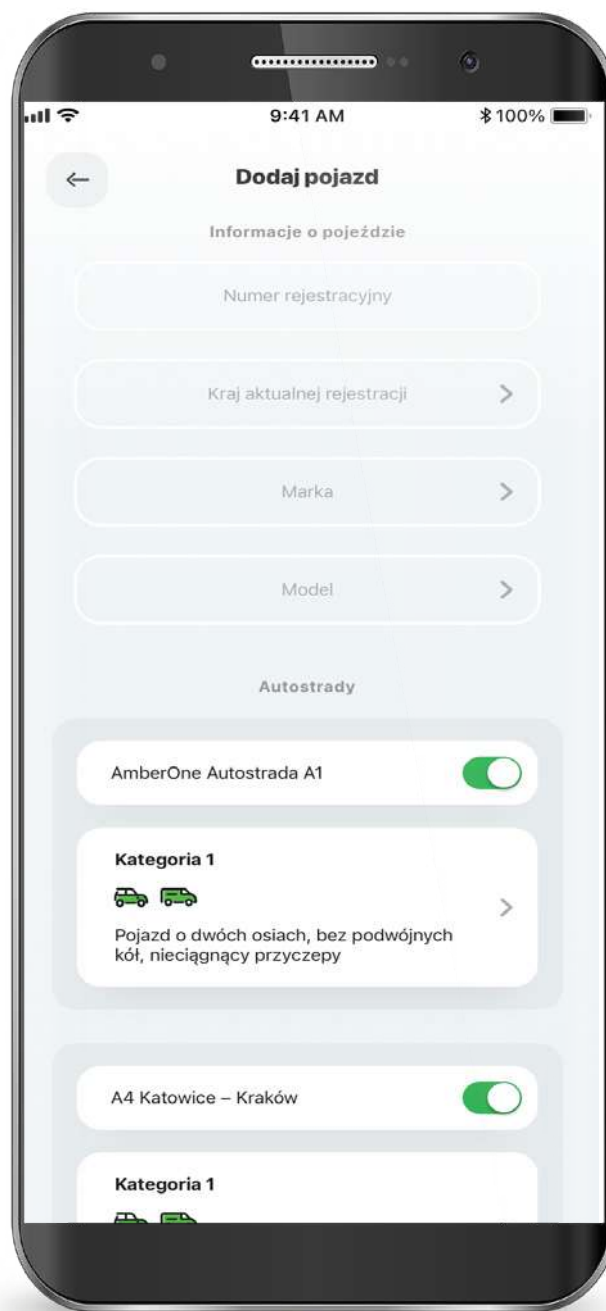 9:41 AM
100%
Dodaj pojazd
Informacje o pojeździe
Numer rejestracyjny
Kraj aktualnej rejestracji
Marka
Model
Autostrady
AmberOne Autostrada A1
Kategoria 1
Pojazd o dwóch osiach, bez podwójnych
kół, nieciągnący przyczepy
A4 Katowice – Kraków
Kategoria 1